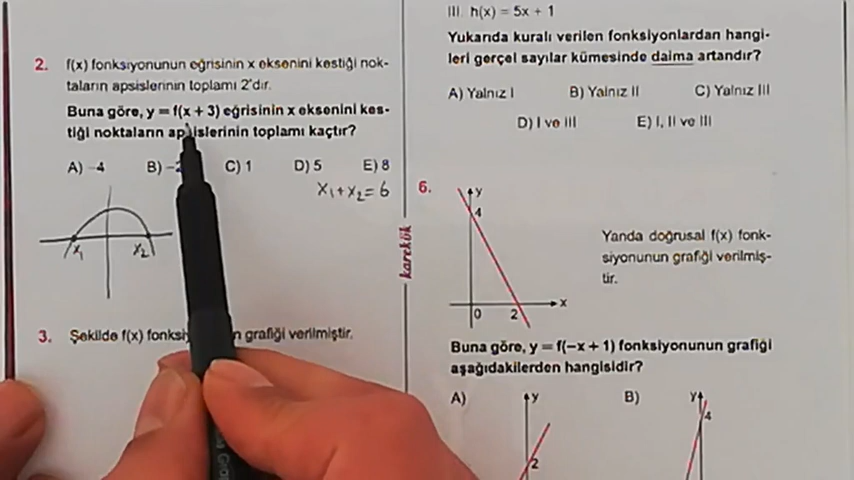 2. f(x) fonksiyonunun eğrisinin x eksenini kestiği nok-
taların apsislerinin toplamı 2'dir.
Buna göre, y = f(x + 3) eğrisinin x eksenini kes-
tiği noktaların apsislerinin toplamı kaçtır?
A) -4 B) - C) 1 D) 5 E) 8
x₁+x₂=6
x₁ x₂
3. Şekilde f(x) grafiği verilmiştir.
karekök
III. h(x) = 5x + 1
Yukarıda kuralı verilen fonksiyonlardan hangi-
leri gerçel sayılar kümesinde daima artandır?
A) Yalnız I B) Yalnız II C) Yalnız III
D) I ve III E) I, II ve III
6.
y
4
0 2 x
Yanda doğrusal f(x) fonk-
siyonunun grafiği verilmiş-
tir.
Buna göre, y = f(-x + 1) fonksiyonunun grafiği
aşağıdakilerden hangisidir?
A) y B) y
4
2